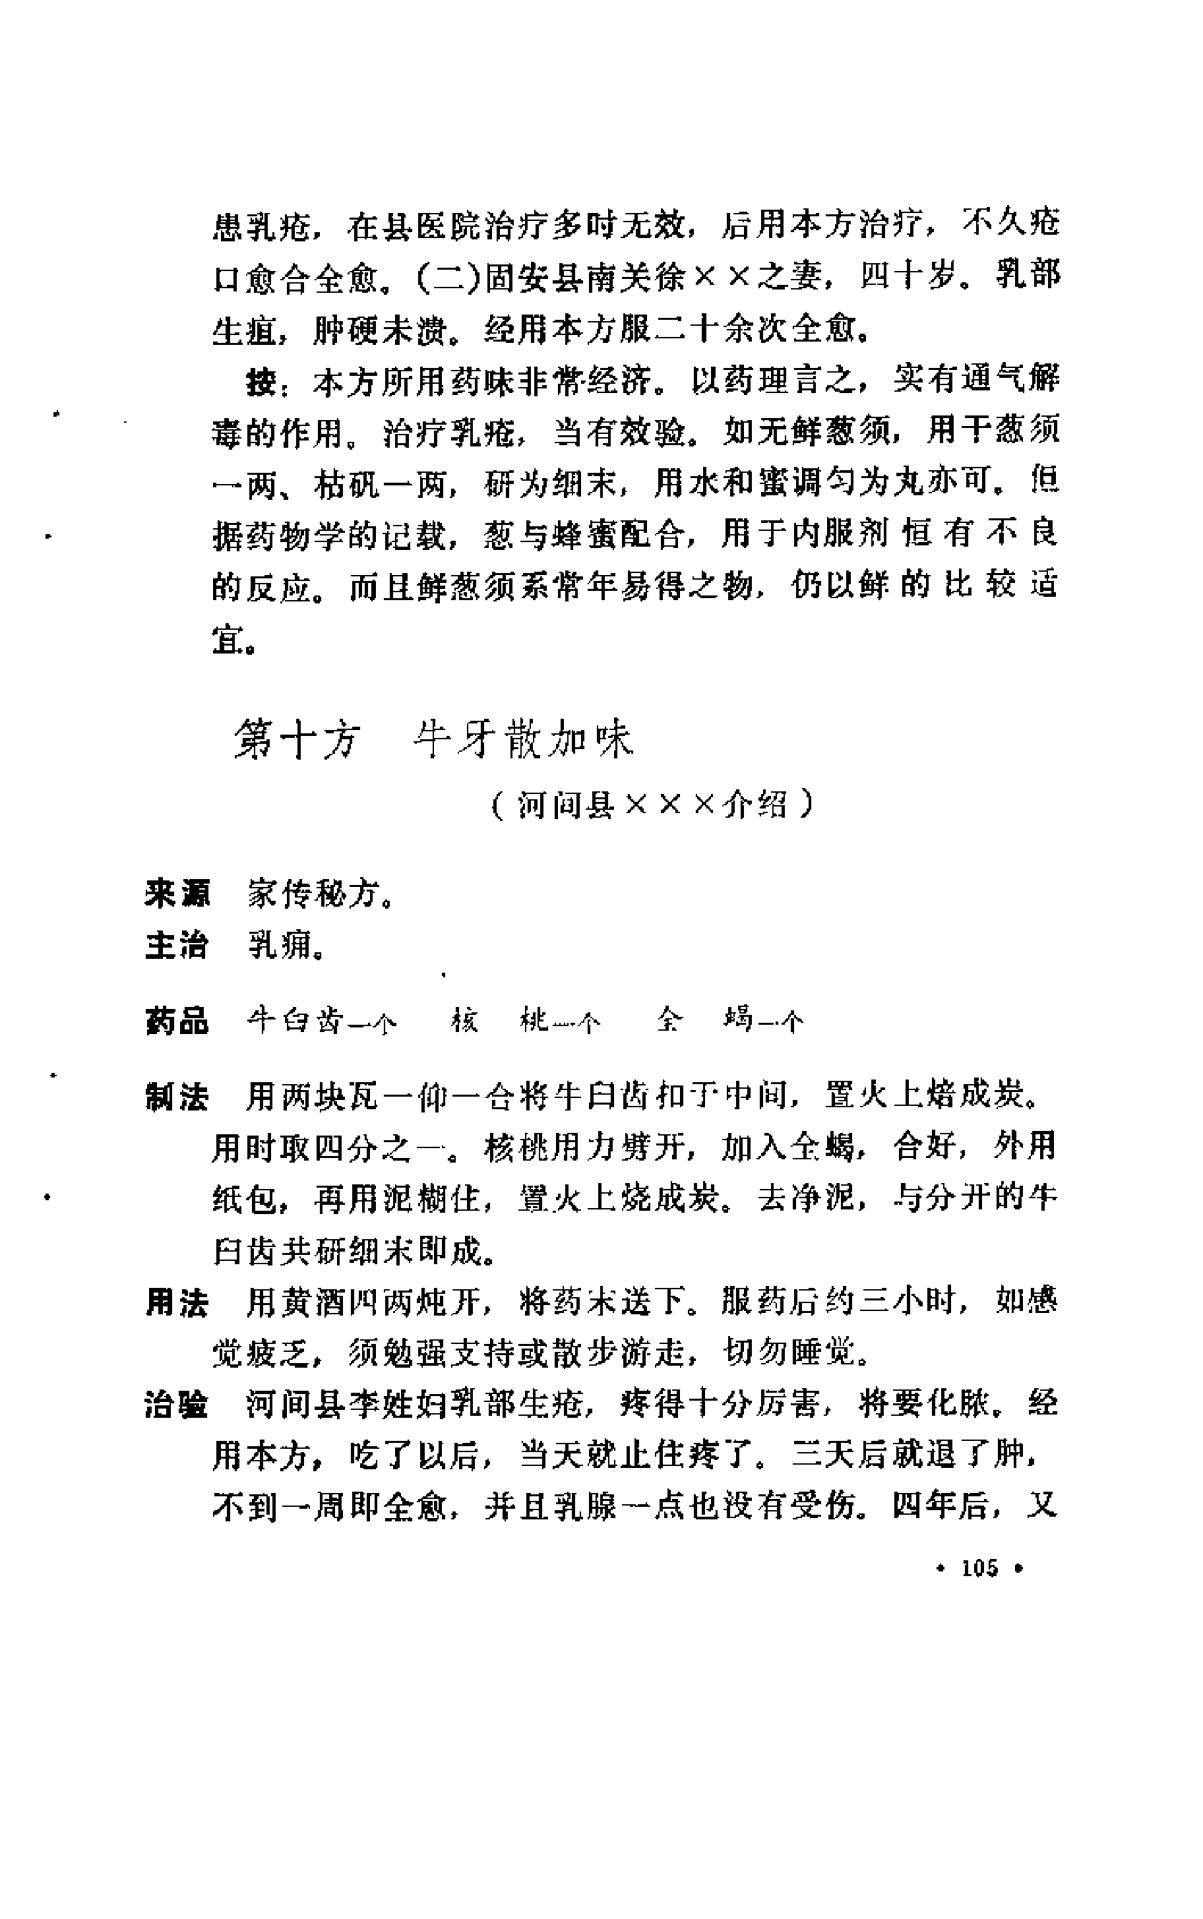 患乳疮，在县医院治疗多时无效，后用本方治疗，不久疮
口愈合全愈。(二)固安县南关徐××之妻，四十岁。乳部
生疽，肿硬未溃。经用本方服二十余次全愈。
按：本方所用药味非常经济。以药理言之，实有通气解
毒的作用。治疗乳疮，当有效验。如无鲜葱须，用干葱须
一两、枯矾一两，研为细末，用水和蜜调匀为丸亦可。但
据药物学的记载，葱与蜂蜜配合，用于内服剂恒有不良
的反应。而且鲜葱须系常年易得之物，仍以鲜的比较适
宜。
第十方　牛牙散加味
（河间县×××介绍）
来源　家传秘方。
主治　乳痈。
药品　牛臼齿一个　核　桃一个　全　蝎一个
制法　用两块瓦一仰一合将牛臼齿扣于中间，置火上焙成炭。
用时取四分之一。核桃用力劈开，加入全蝎，合好，外用
纸包，再用泥糊住，置火上烧成炭。去净泥，与分开的牛
臼齿共研细末即成。
用法　用黄酒四两炖开，将药末送下。服药后约三小时，如感
觉疲乏，须勉强支持或散步游走，切勿睡觉。
治验　河间县李姓妇乳部生疮，疼得十分厉害，将要化脓。经
用本方，吃了以后，当天就止住疼了。三天后就退了肿，
不到一周即全愈，并且乳腺一点也没有受伤。四年后，又
• 105 •